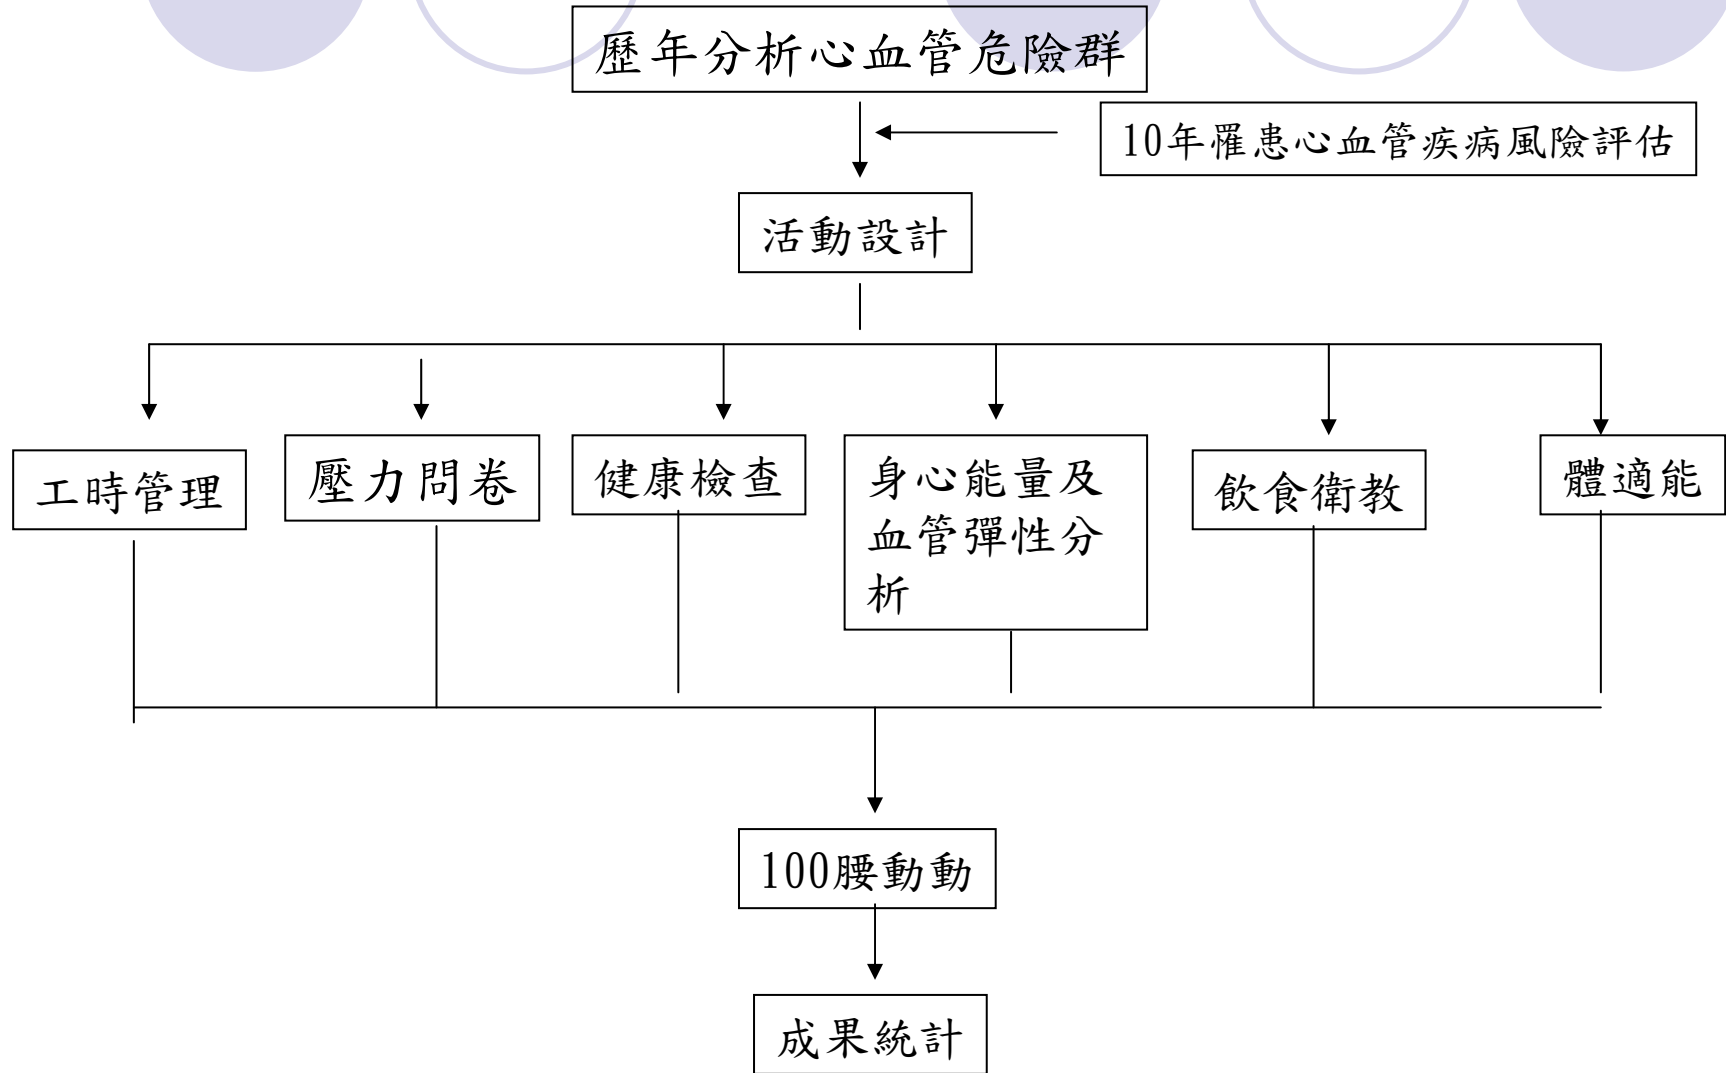 歷年分析心血管危險群
10年罹患心血管疾病風險評估
活動設計
工時管理
壓力問卷
健康檢查
身心能量及
血管彈性分
析
飲食衛教
體適能
100腰動動
成果統計